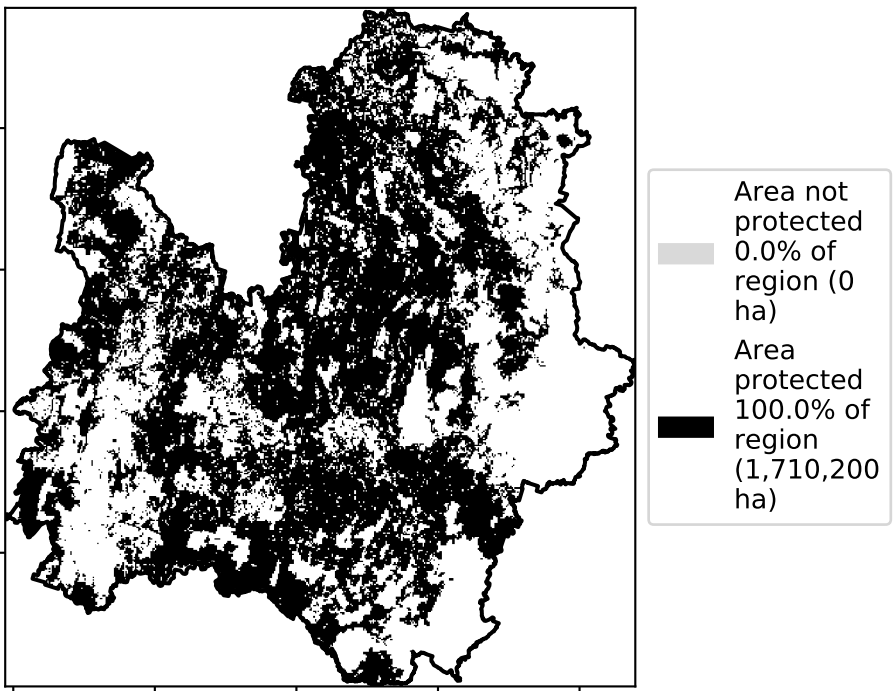 Area not
protected
0.0% of
region (0
ha)
Area
protected
100.0% of
region
(1,710,200
ha)